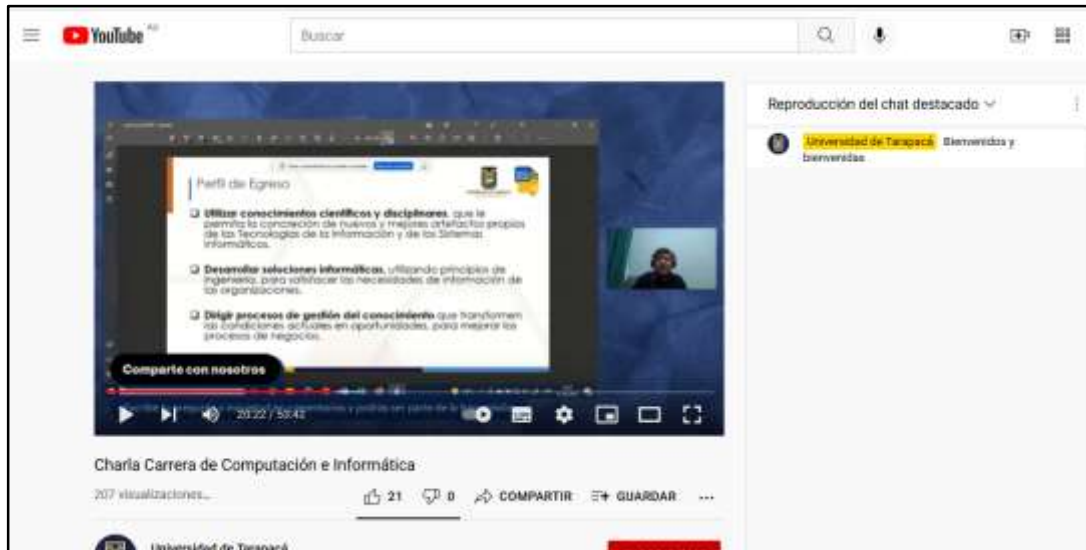 YouTube
Buscar
Reproducción del chat destacado
Universidad de Tarapacá Bienvenidos y
bienvenidas
Perfil de Egreso
Utilizar conocimientos científicos y disciplinares, que le
permita la concreción de nuevos y mejores artefactos propios
de las Tecnologías de la Información y de los Sistemas
Informáticos.
Desarrollar soluciones informáticas, utilizando principios de
ingeniería, para satisfacer las necesidades de información de
las organizaciones.
Dirigir procesos de gestión del conocimiento que transformen
las condiciones actuales en oportunidades, para mejorar los
procesos de negocios.
Comparte con nosotros
20:22 / 50:42
Charla Carrera de Computación e Informática
207 visualizaciones
21
0
COMPARTIR
GUARDAR
Universidad de Tarapacá